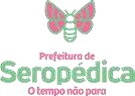 Prefeitura de
Seropédica
O tempo não para